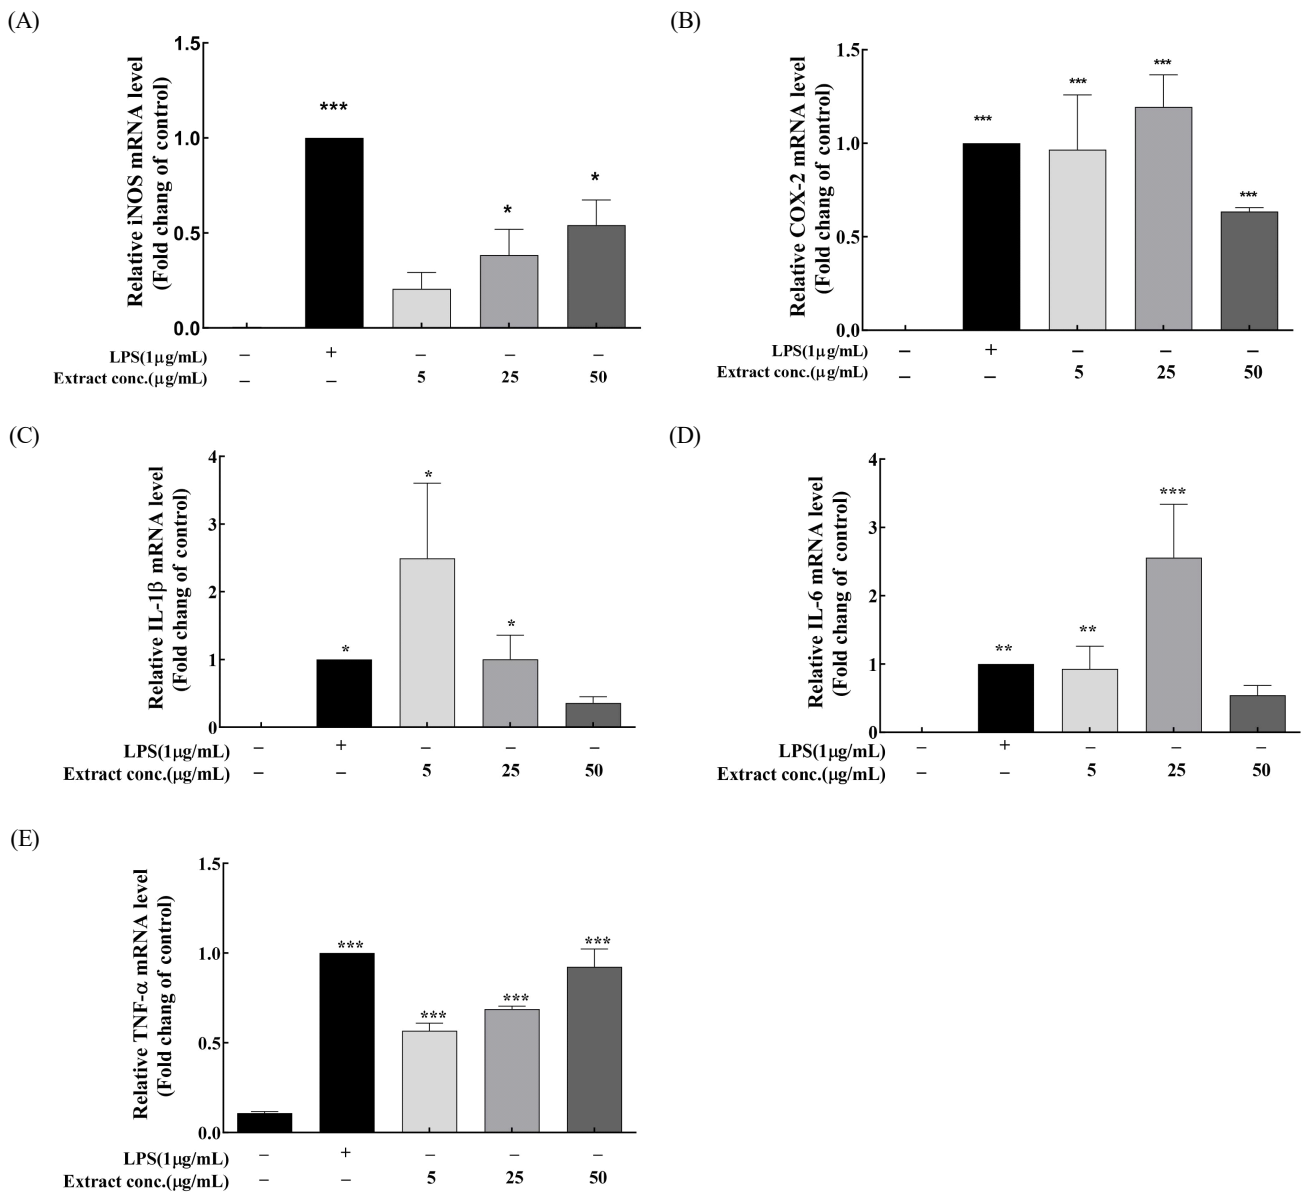 (A)
Relative iNOS mRNA level
(Fold chang of control)
1.5
1.0
0.5
0.0
***
*
*
LPS(1μg/mL) – + – – –
Extract conc.(μg/mL) – – 5 25 50
(B)
Relative COX-2 mRNA level
(Fold chang of control)
1.5
1.0
0.5
0.0
***
***
***
***
LPS(1μg/mL) – + – – –
Extract conc.(μg/mL) – – 5 25 50
(C)
Relative IL-1β mRNA level
(Fold chang of control)
4
3
2
1
0
*
*
*
LPS(1μg/mL) – + – – –
Extract conc.(μg/mL) – – 5 25 50
(D)
Relative IL-6 mRNA level
(Fold chang of control)
4
3
2
1
0
**
**
***
LPS(1μg/mL) – + – – –
Extract conc.(μg/mL) – – 5 25 50
(E)
Relative TNF-α mRNA level
(Fold chang of control)
1.5
1.0
0.5
0.0
***
***
***
***
LPS(1μg/mL) – + – – –
Extract conc.(μg/mL) – – 5 25 50